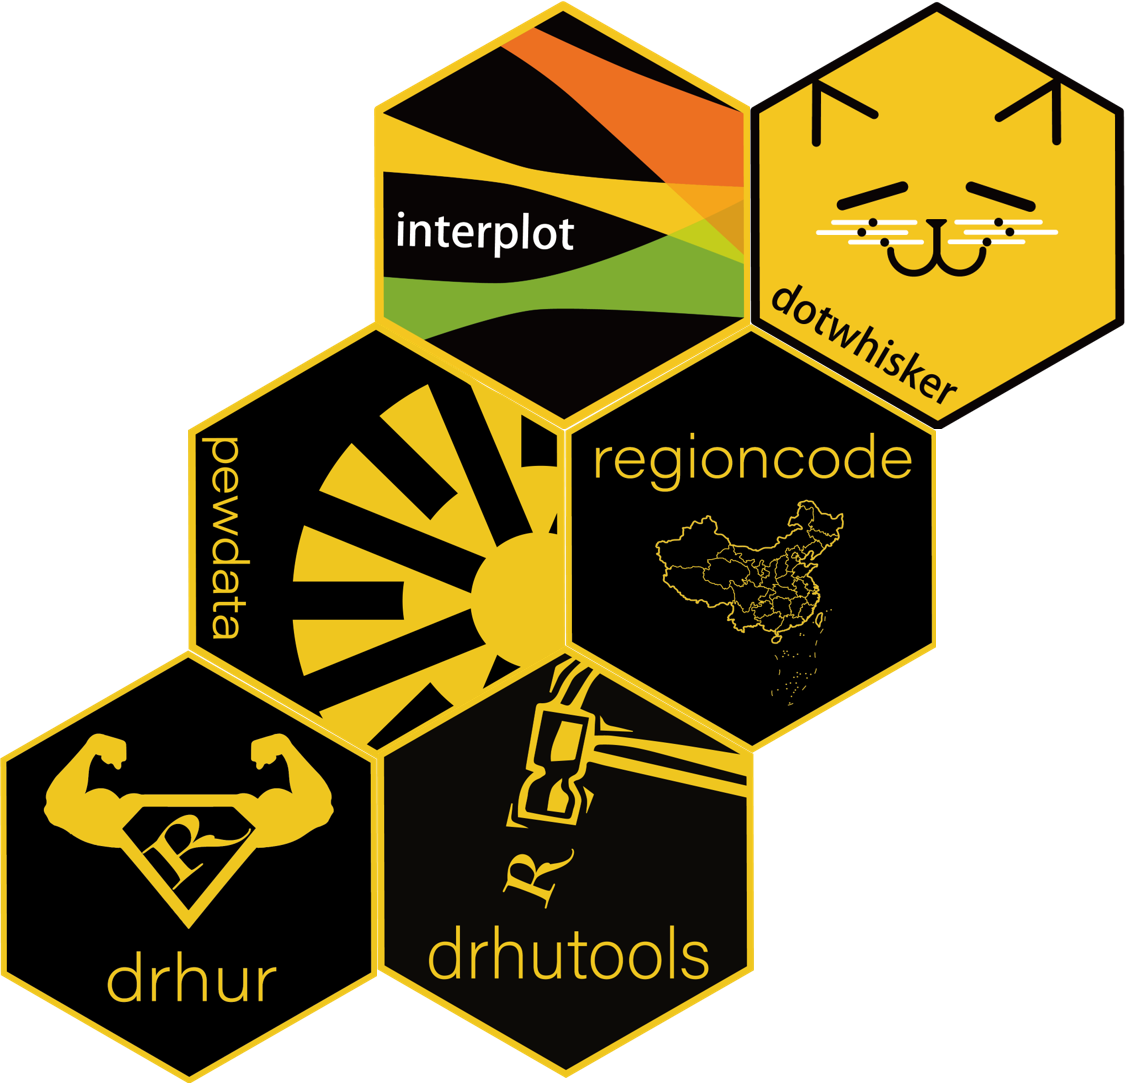 interplot
dotwhisker
pewdata
regioncode
R
drhur
R
drhutools